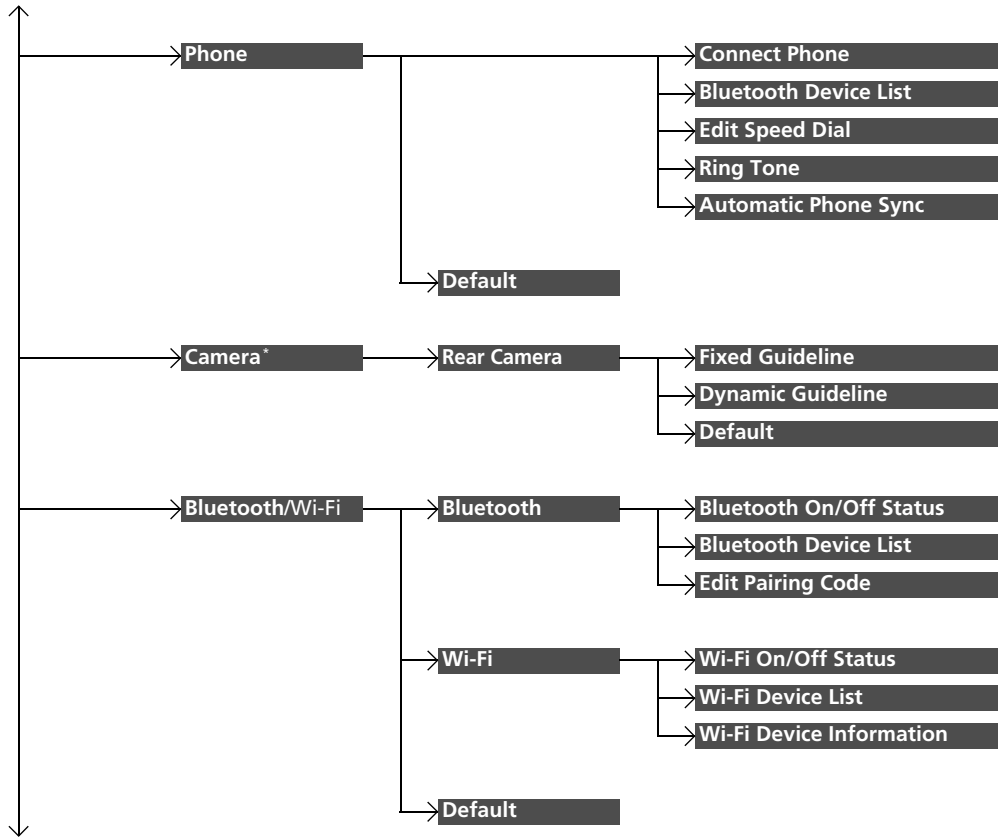 Phone
Connect Phone
Bluetooth Device List
Edit Speed Dial
Ring Tone
Automatic Phone Sync
Default
Camera*
Rear Camera
Fixed Guideline
Dynamic Guideline
Default
Bluetooth/Wi-Fi
Bluetooth
Bluetooth On/Off Status
Bluetooth Device List
Edit Pairing Code
Wi-Fi
Wi-Fi On/Off Status
Wi-Fi Device List
Wi-Fi Device Information
Default